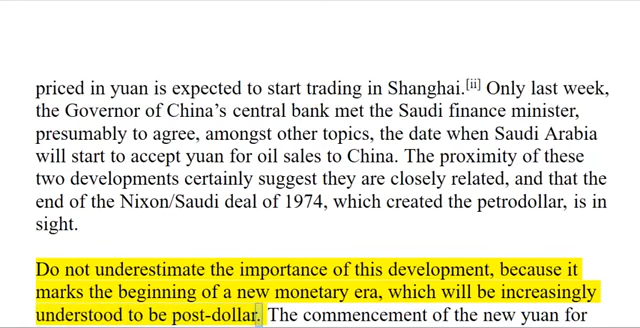 priced in yuan is expected to start trading in Shanghai.[ii] Only last week,
the Governor of China’s central bank met the Saudi finance minister,
presumably to agree, amongst other topics, the date when Saudi Arabia
will start to accept yuan for oil sales to China. The proximity of these
two developments certainly suggest they are closely related, and that the
end of the Nixon/Saudi deal of 1974, which created the petrodollar, is in
sight.
Do not underestimate the importance of this development, because it
marks the beginning of a new monetary era, which will be increasingly
understood to be post-dollar. The commencement of the new yuan for